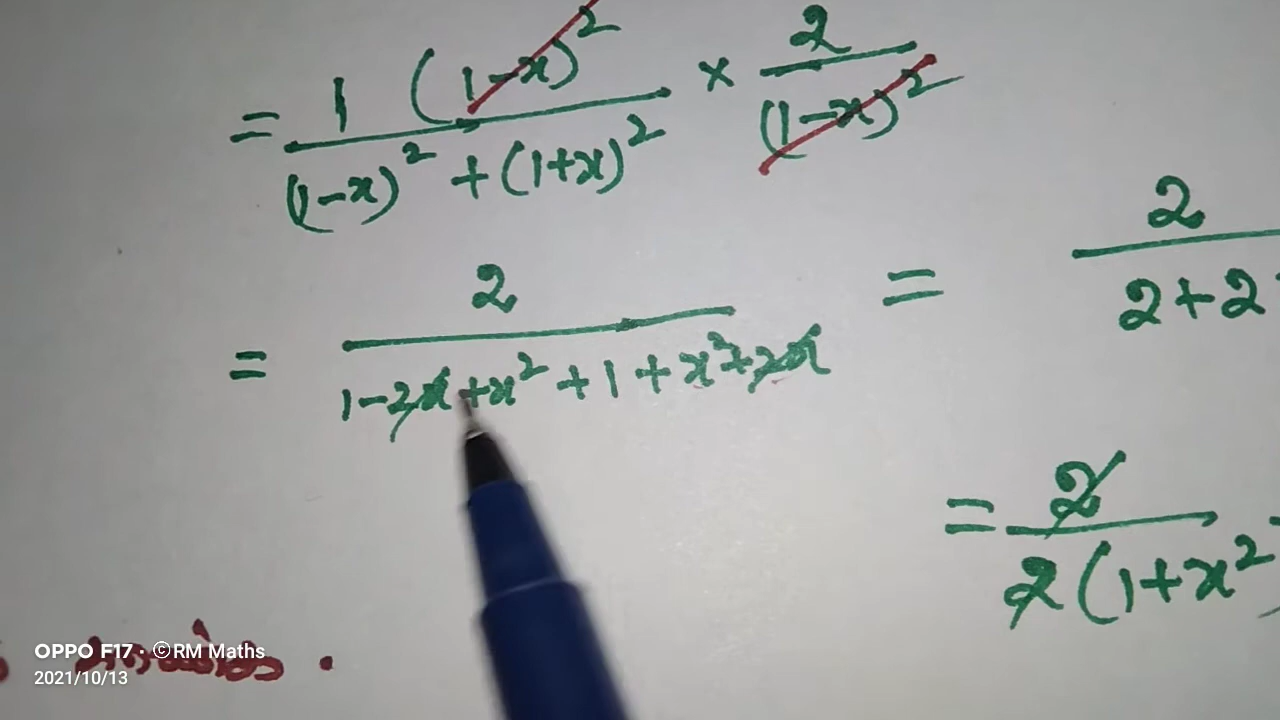 = 1 (1-x)² / (1-x)² + (1+x)² × 2 / (1-x)²
= 2 / 1-2x+x² + 1 + x²+2x = 2 / 2+2
= 2 / 2(1+x²
OPPO F17 · ©RM Maths
2021/10/13